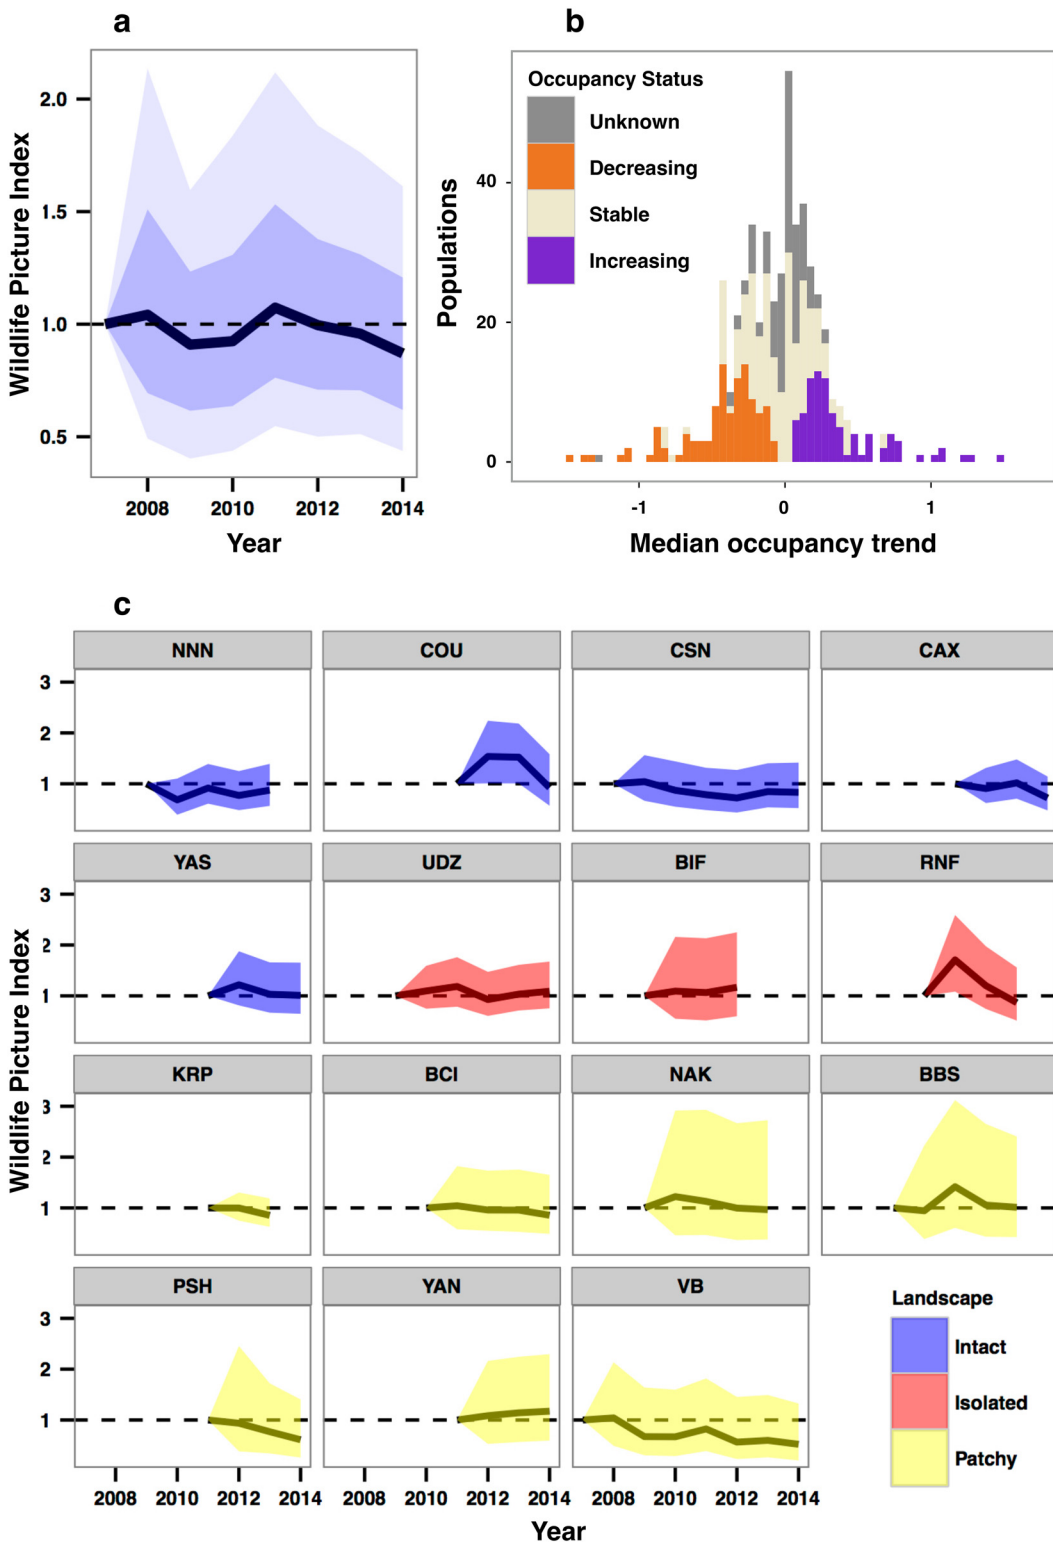 a
Wildlife Picture Index
2.0
1.5
1.0
0.5
2008 2010 2012 2014
Year
b
Occupancy Status
Unknown
Decreasing
Stable
Increasing
Populations
40
20
0
-1 0 1
Median occupancy trend
c
Wildlife Picture Index
NNN COU CSN CAX
3
2
1
YAS UDZ BIF RNF
3
2
1
KRP BCI NAK BBS
3
2
1
PSH YAN VB
3
2
1
2008 2010 2012 2014 2008 2010 2012 2014 2008 2010 2012 2014
Year
Landscape
Intact
Isolated
Patchy